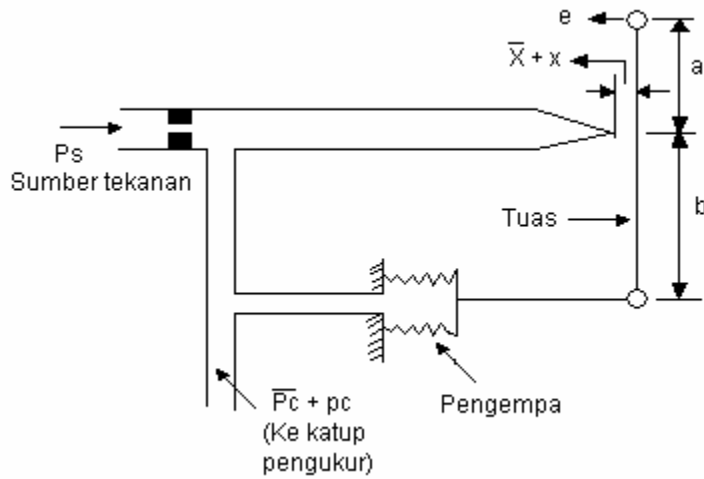 e
X̅ + x
a
Ps
Sumber tekanan
Tuas
b
P̅c̅ + pc
(Ke katup
pengukur)
Pengempa